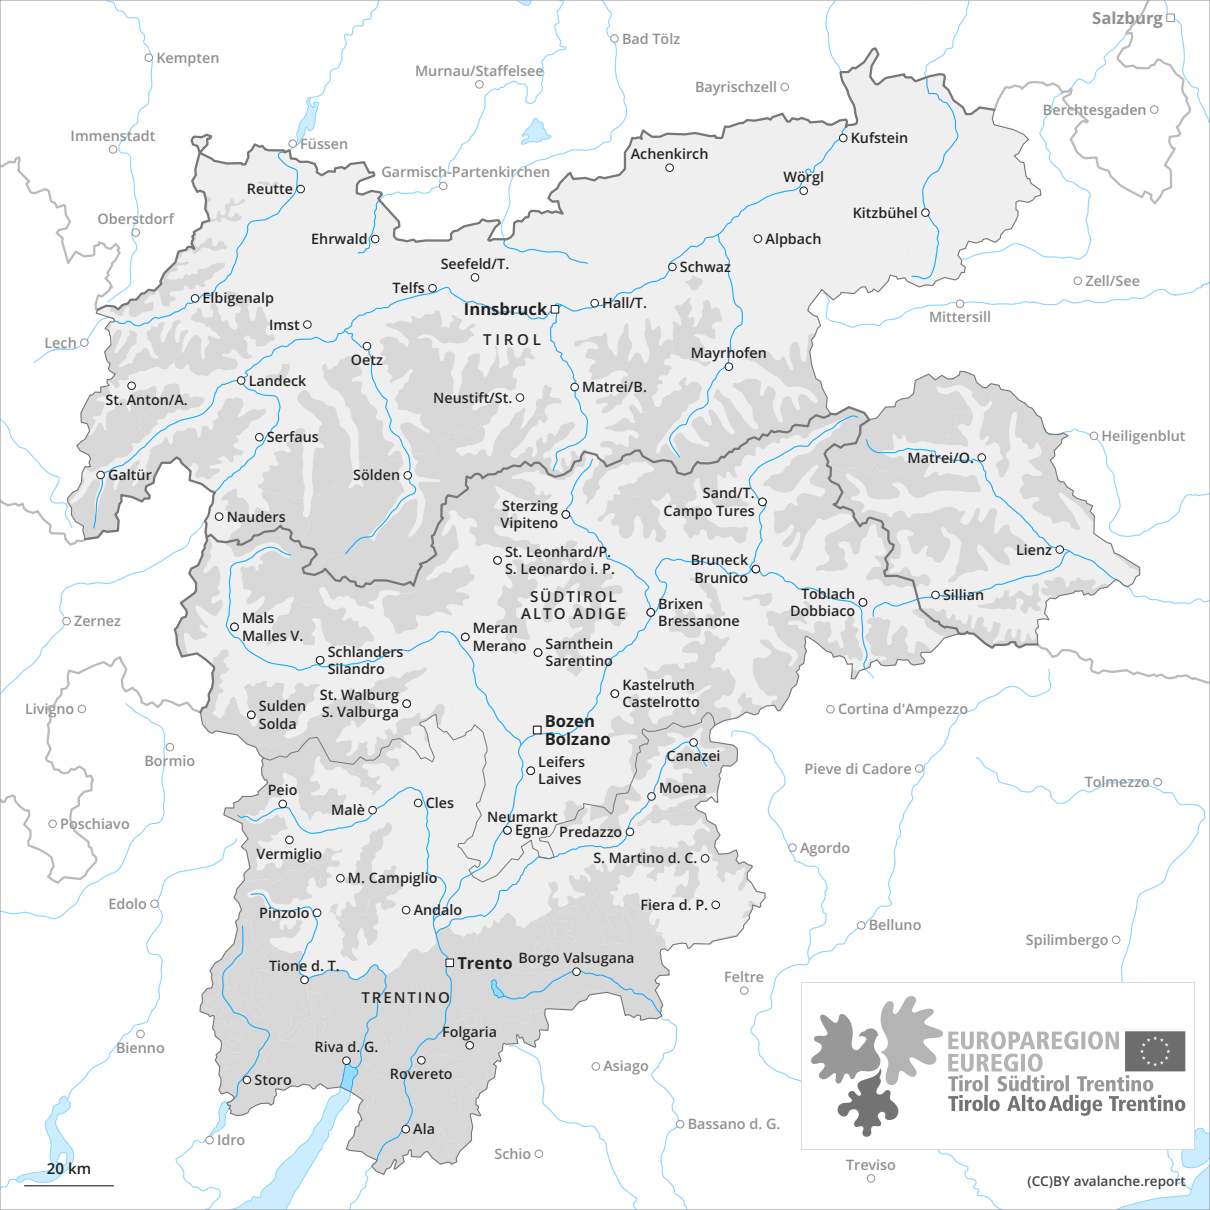 Salzburg
Bad Tölz
Kempten
Murnau/Staffelsee
Bayrischzell
Berchtesgaden
Immenstadt
Füssen
Kufstein
Achenkirch
Garmisch-Partenkirchen
Wörgl
Reutte
Oberstdorf
Kitzbühel
Ehrwald
Alpbach
Seefeld/T.
Schwaz
Zell/See
Telfs
Elbigenalp
Hall/T.
Innsbruck
Mittersill
Imst
TIROL
Lech
Oetz
Mayrhofen
Landeck
Matrei/B.
St. Anton/A.
Neustift/St.
Serfaus
Heiligenblut
Matrei/O.
Galtür
Sölden
Sand/T.
Campo Tures
Sterzing
Vipiteno
Nauders
St. Leonhard/P.
S. Leonardo i. P.
Lienz
Bruneck
Brunico
SÜDTIROL
ALTO ADIGE
Toblach
Dobbiaco
Sillian
Brixen
Bressanone
Zernez
Mals
Malles V.
Meran
Merano
Sarnthein
Sarentino
Schlanders
Silandro
Kastelruth
Castelrotto
St. Walburg
S. Valburga
Sulden
Solda
Livigno
Cortina d'Ampezzo
Bozen
Bolzano
Bormio
Canazei
Leifers
Laives
Pieve di Cadore
Tolmezzo
Peio
Moena
Malè
Cles
Neumarkt
Egna
Predazzo
Poschiavo
Vermiglio
Agordo
S. Martino d. C.
M. Campiglio
Edolo
Pinzolo
Andalo
Fiera d. P.
Belluno
Spilimbergo
Tione d. T.
Trento
Borgo Valsugana
Feltre
TRENTINO
Folgaria
Bienno
Riva d. G.
Rovereto
Asiago
Storo
EUROPAREGION
EUREGIO
Tirol Südtirol Trentino
Tirolo Alto Adige Trentino
Ala
Idro
Bassano d. G.
Schio
Treviso
20 km
(CC)BY avalanche.report